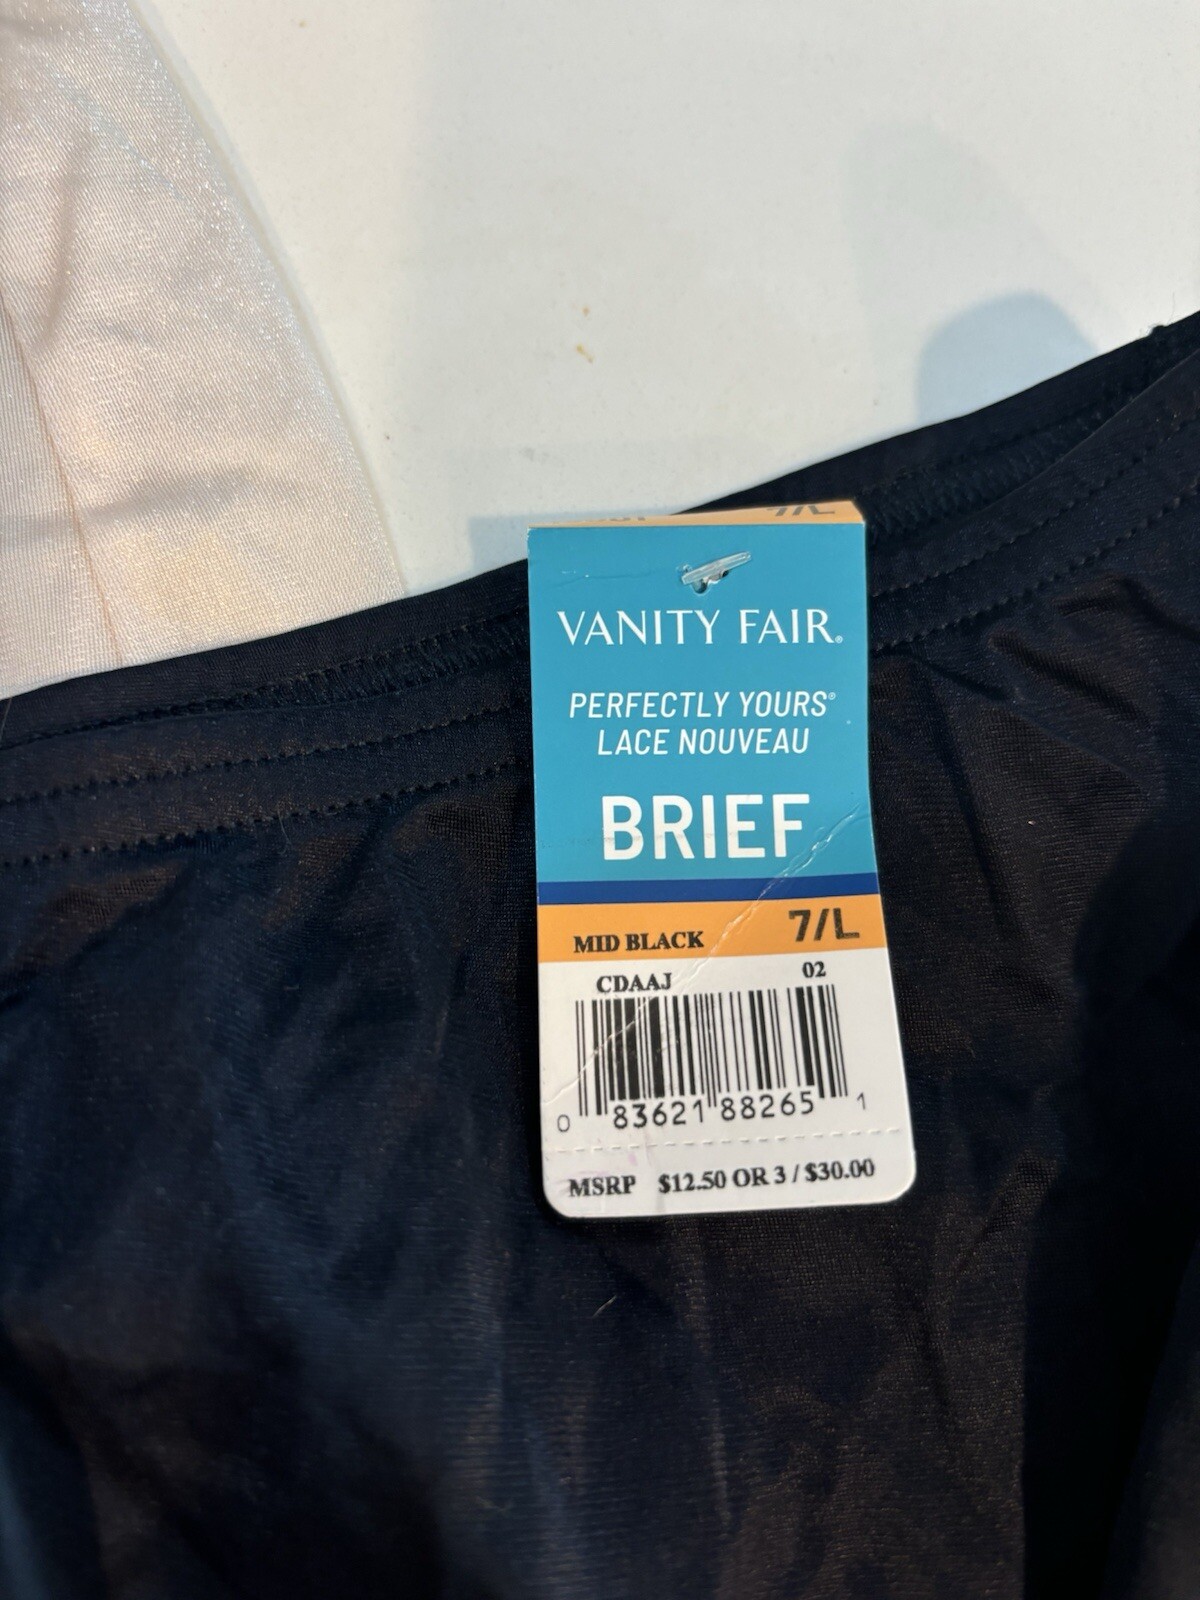 7/L
VANITY FAIR®
PERFECTLY YOURS®
LACE NOUVEAU
BRIEF
MID BLACK 7/L
CDAAJ 02
0 83621 88265 1
MSRP $12.50 OR 3 / $30.00